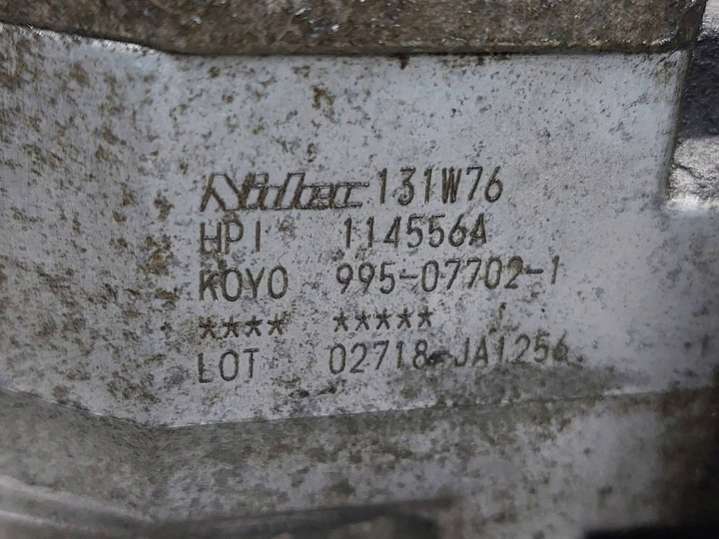 Nidec 131W76
HPI 114556A
KOYO 995-07702-1
**** *****
LOT 02718-JA1256